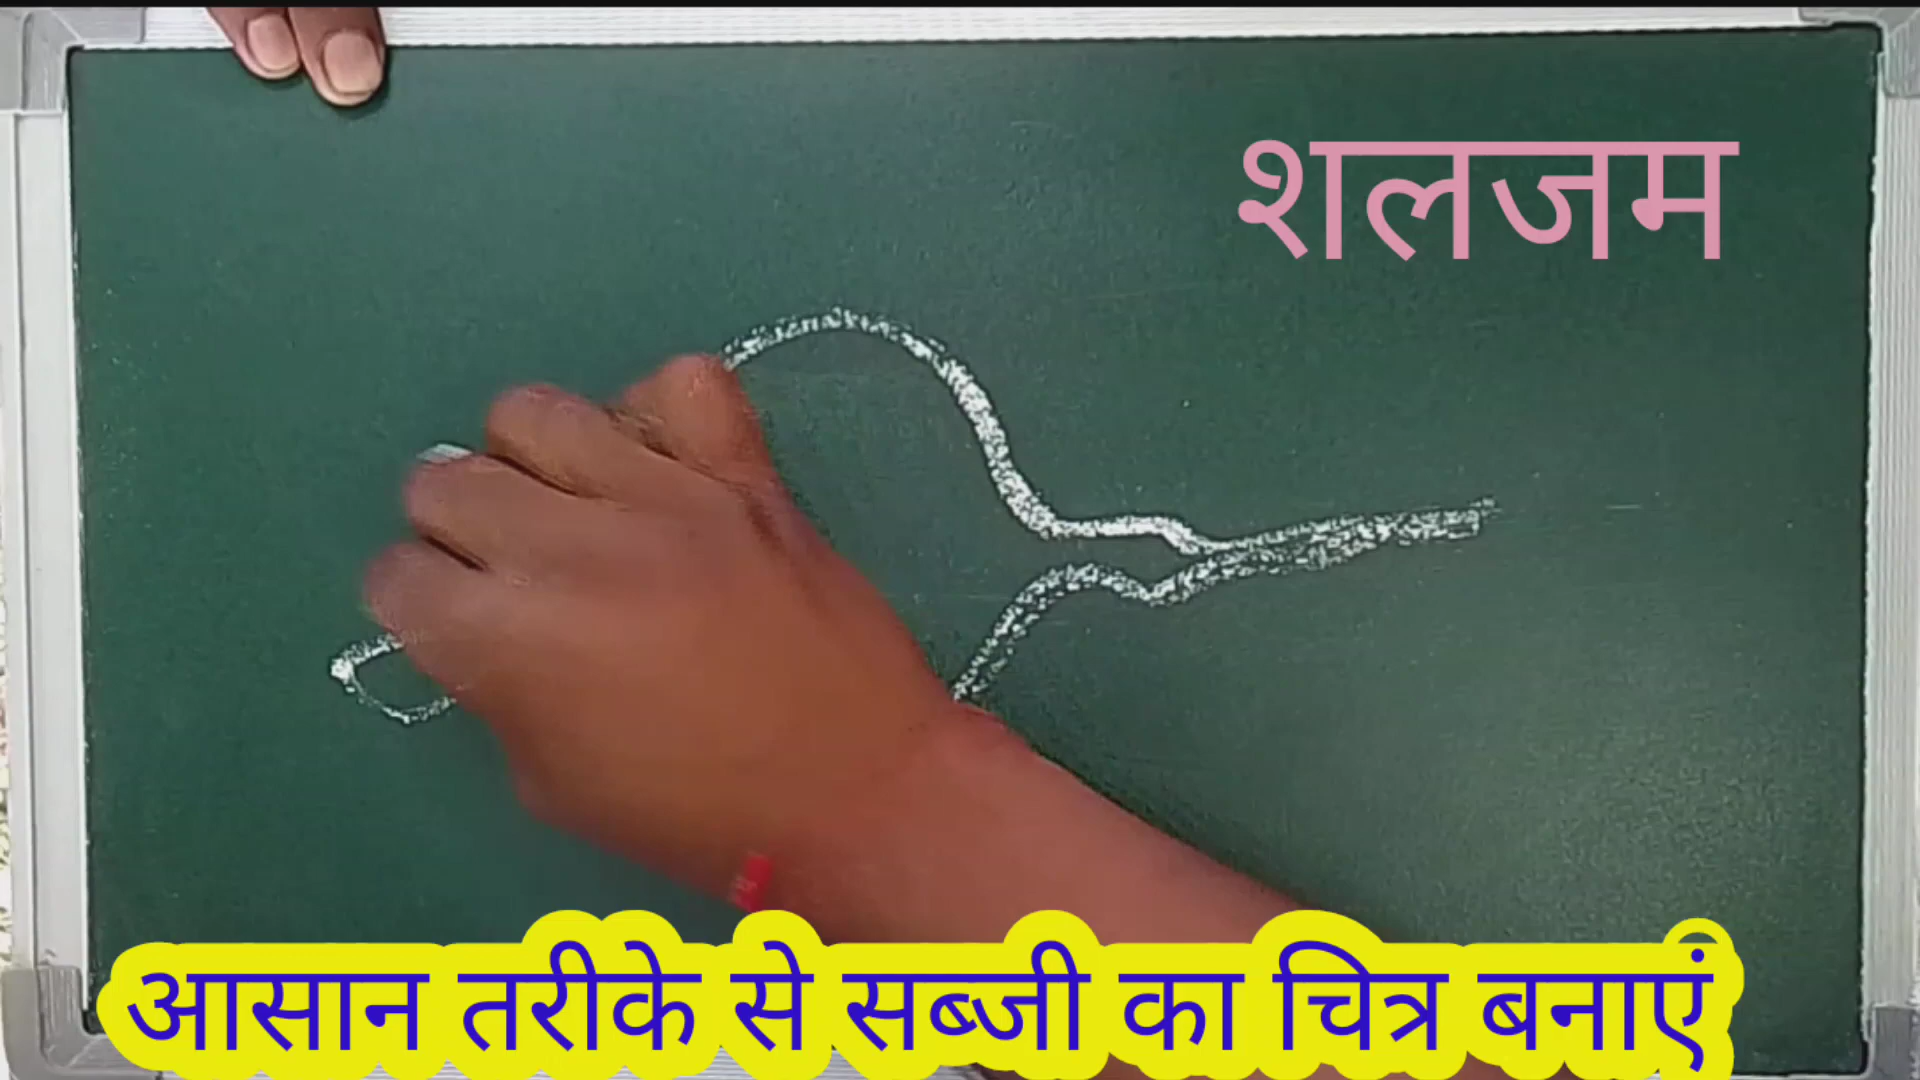 शलजम
आसान तरीके से सब्जी का चित्र बनाएं